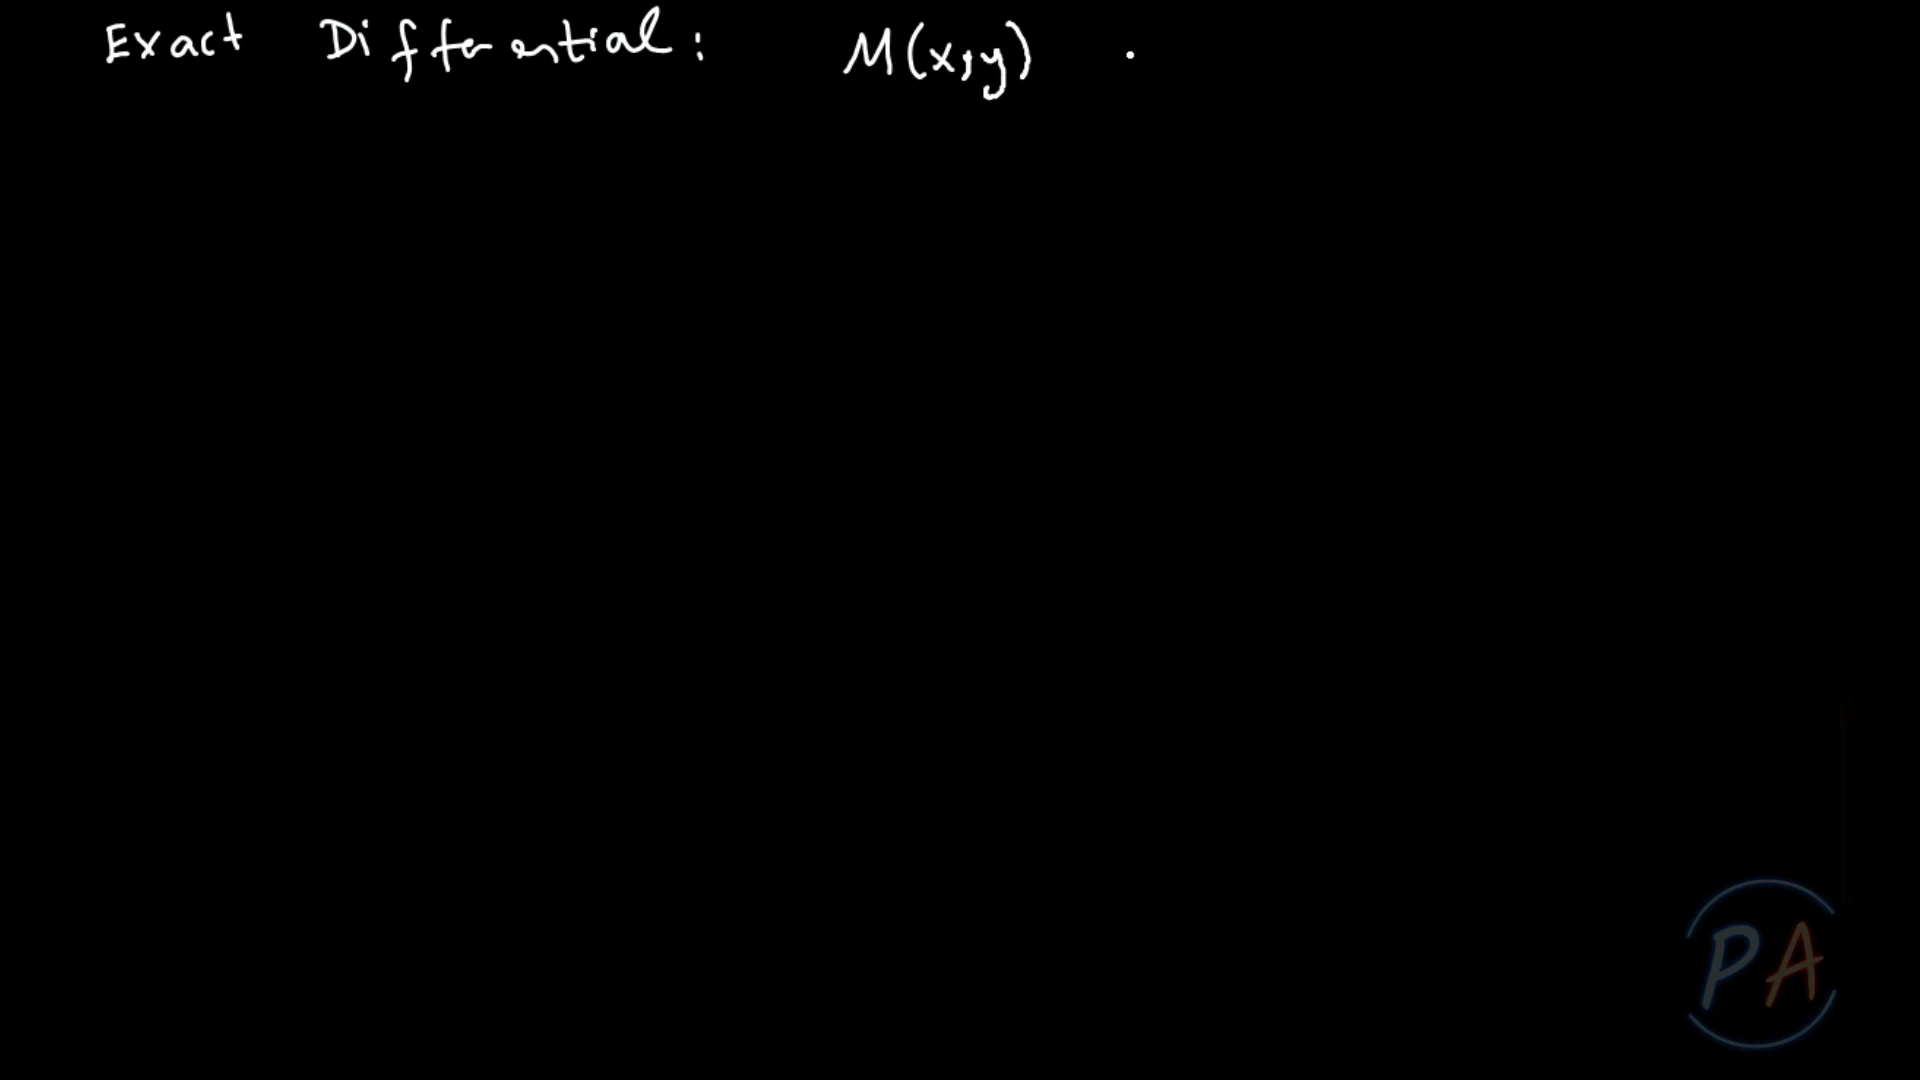 Exact Differential: M(x,y) .
PA